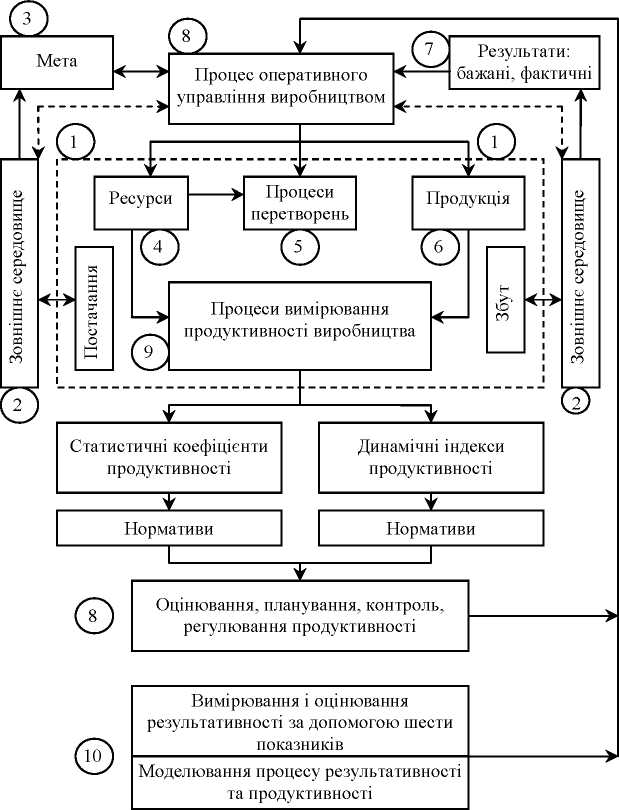 3
8
7
Мета
Процес оперативного
управління виробництвом
Результати:
бажані, фактичні
1
1
Зовнішнє середовище
Ресурси
Процеси
перетворень
Продукція
Зовнішнє середовище
4
5
6
Постачання
Процеси вимірювання
продуктивності виробництва
Збут
9
2
2
Статистичні коефіцієнти
продуктивності
Динамічні індекси
продуктивності
Нормативи
Нормативи
8
Оцінювання, планування, контроль,
регулювання продуктивності
10
Вимірювання і оцінювання
результативності за допомогою шести
показників
Моделювання процесу результативності
та продуктивності